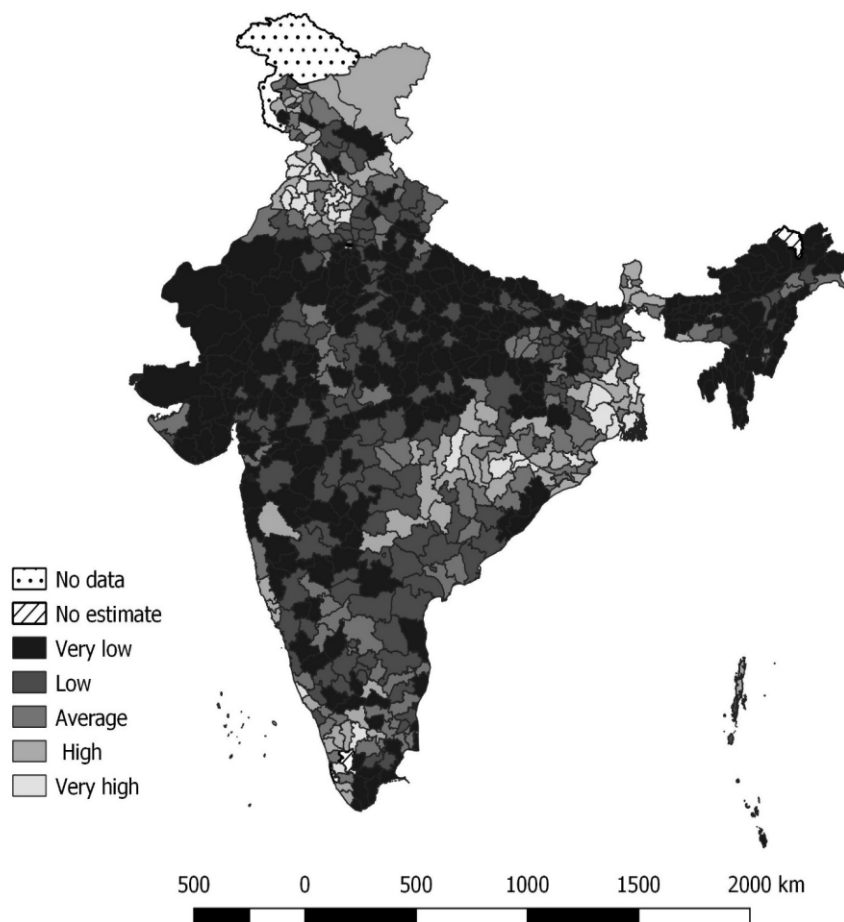 No data
No estimate
Very low
Low
Average
High
Very high
500 0 500 1000 1500 2000 km